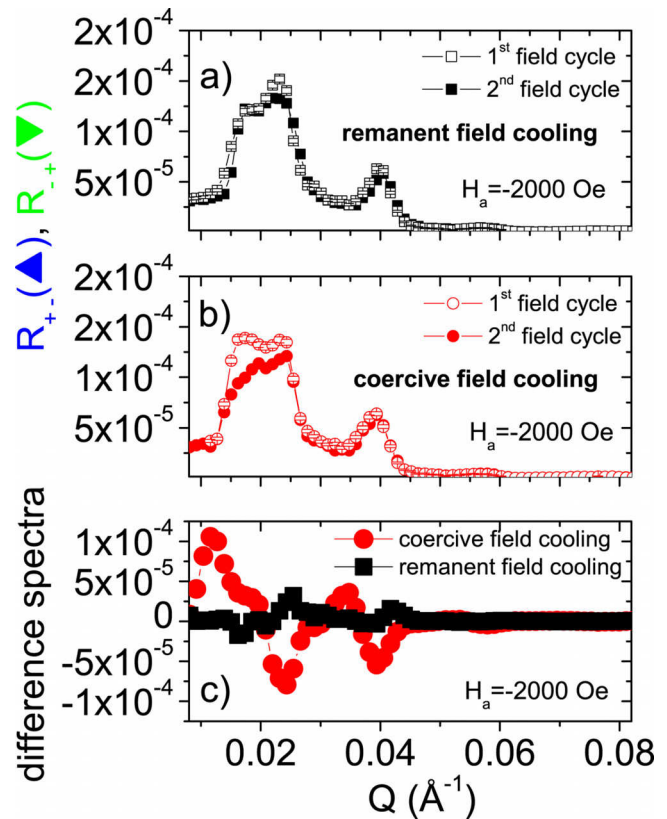 R+-(▲), R-+(▼)
difference spectra
2x10-4
2x10-4
1x10-4
5x10-5
a)
1st field cycle
2nd field cycle
remanent field cooling
Ha=-2000 Oe
2x10-4
2x10-4
1x10-4
5x10-5
b)
1st field cycle
2nd field cycle
coercive field cooling
Ha=-2000 Oe
1x10-4
5x10-5
0
-5x10-5
-1x10-4
coercive field cooling
remanent field cooling
c)
Ha=-2000 Oe
0.02 0.04 0.06 0.08
Q (Å-1)